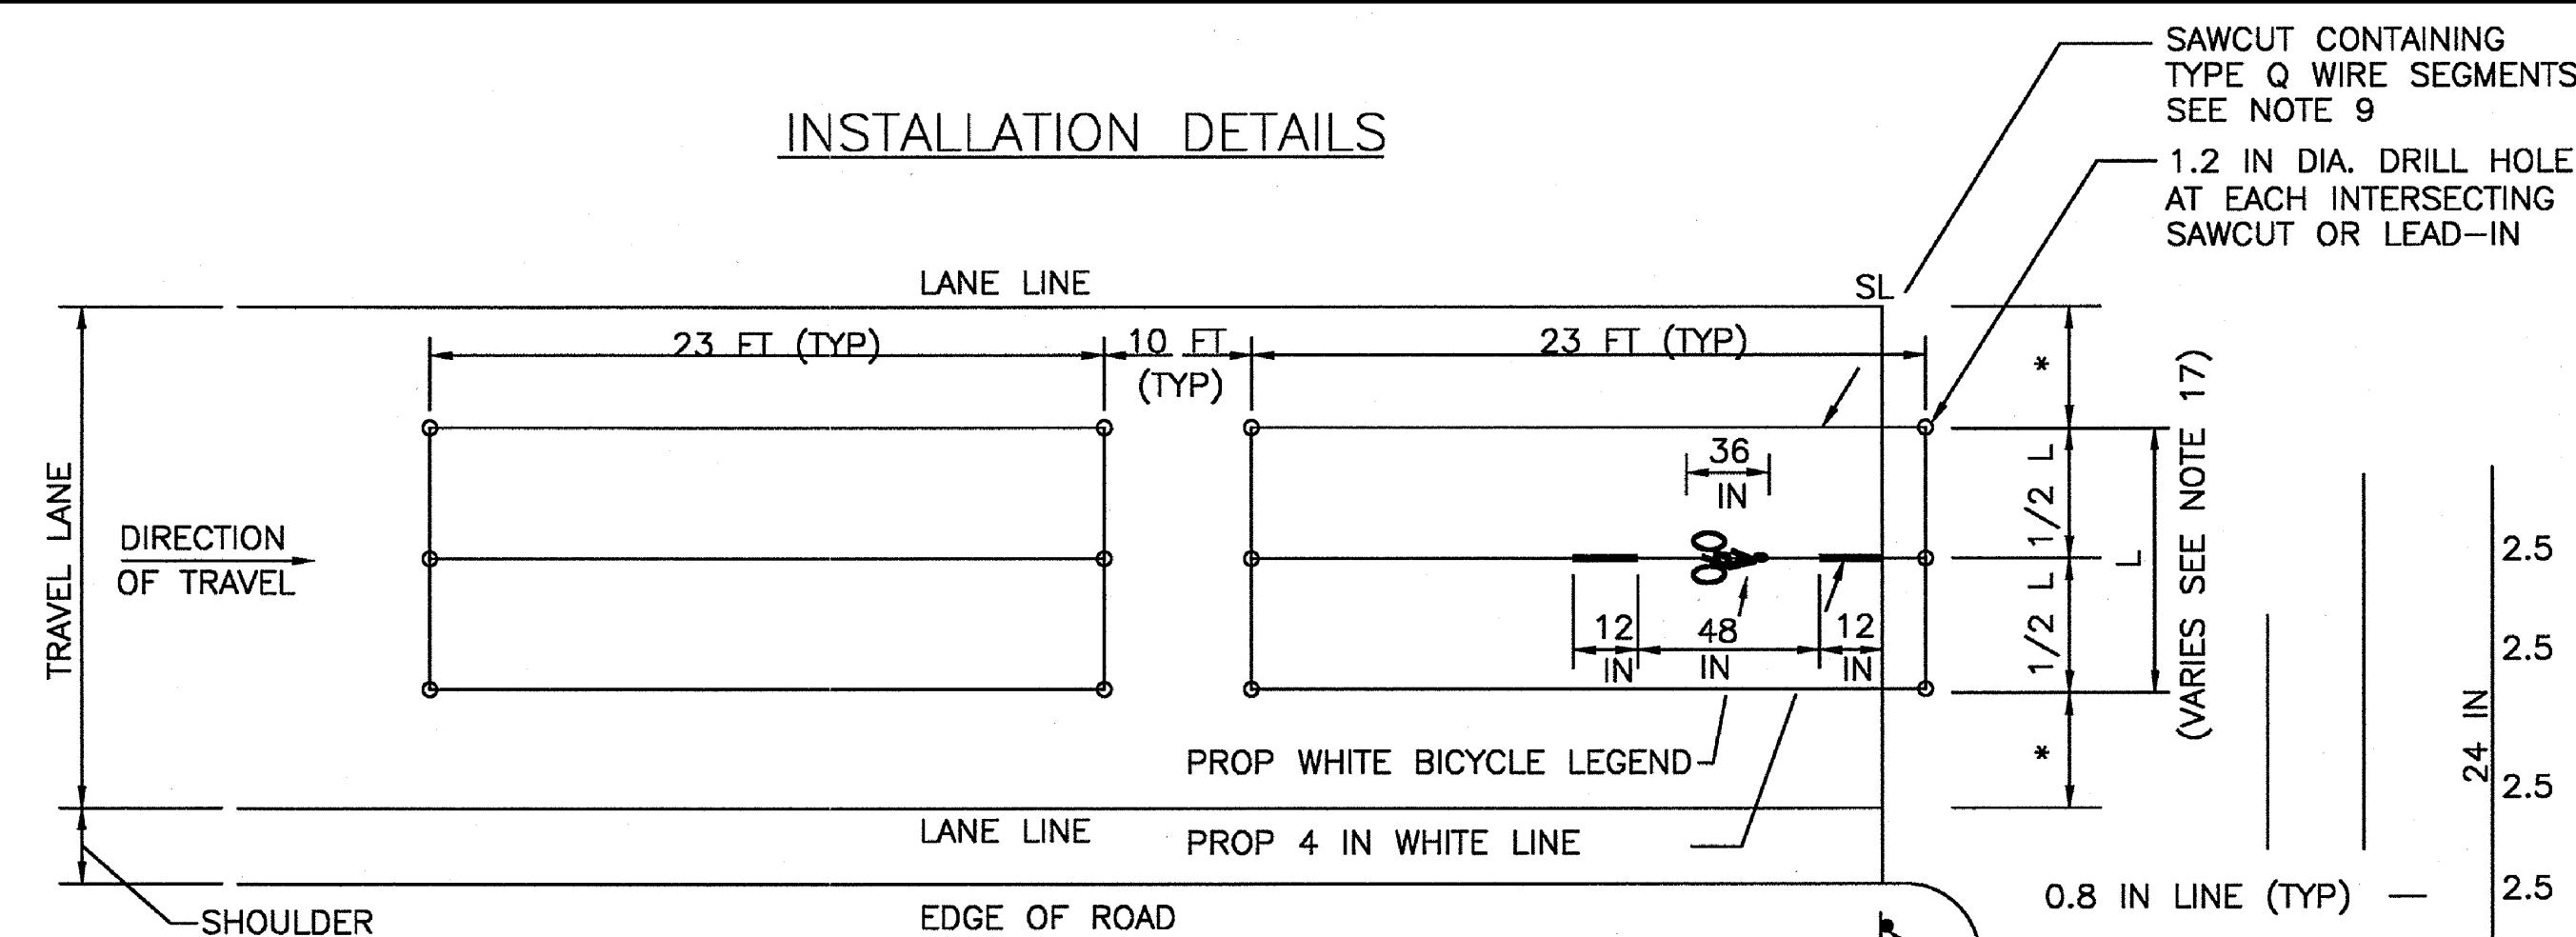 SAWCUT CONTAINING
TYPE Q WIRE SEGMENTS
SEE NOTE 9
INSTALLATION DETAILS
1.2 IN DIA. DRILL HOLE
AT EACH INTERSECTING
SAWCUT OR LEAD-IN
LANE LINE
SL
23 FT (TYP)
10 FT
(TYP)
23 FT (TYP)
*
36
IN
1/2 L
1/2 L
L
(VARIES SEE NOTE 17)
TRAVEL LANE
DIRECTION
OF TRAVEL
12
IN
48
IN
12
IN
*
PROP WHITE BICYCLE LEGEND
LANE LINE
PROP 4 IN WHITE LINE
SHOULDER
EDGE OF ROAD
24 IN
2.5
2.5
2.5
2.5
0.8 IN LINE (TYP)